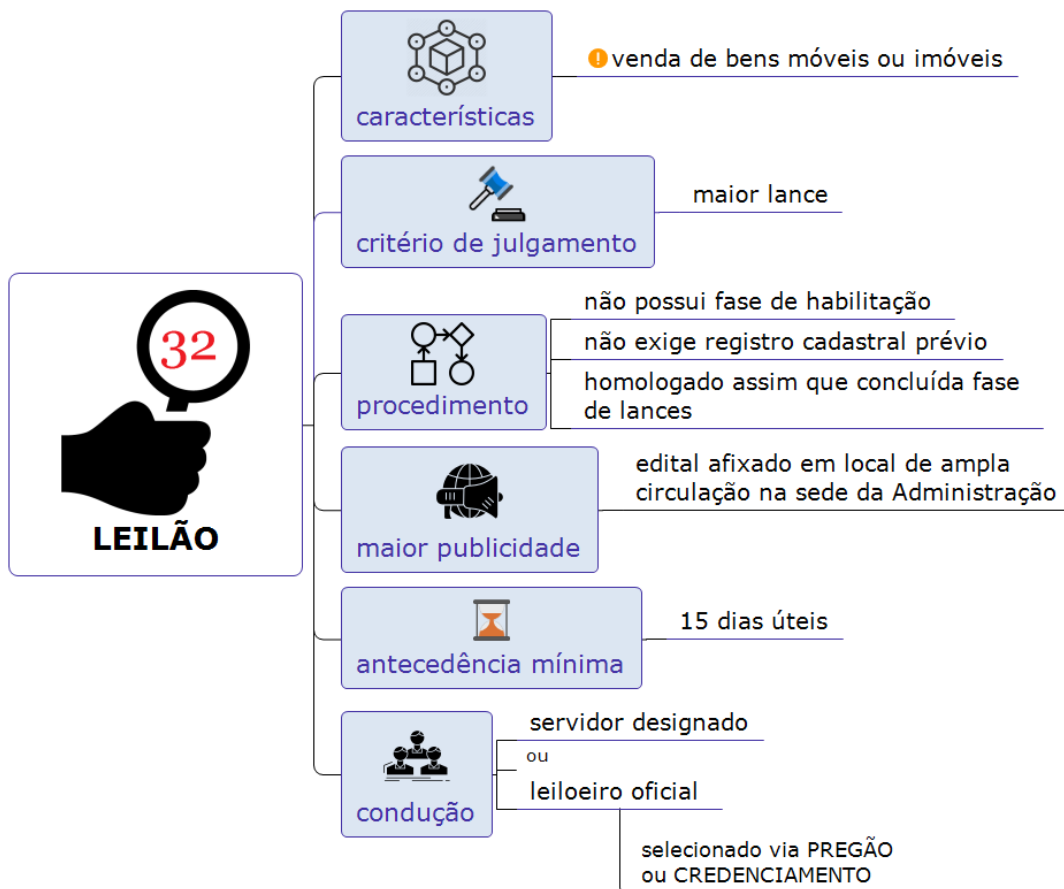 características
venda de bens móveis ou imóveis
critério de julgamento
maior lance
32
LEILÃO
procedimento
não possui fase de habilitação
não exige registro cadastral prévio
homologado assim que concluída fase
de lances
maior publicidade
edital afixado em local de ampla
circulação na sede da Administração
antecedência mínima
15 dias úteis
condução
servidor designado
ou
leiloeiro oficial
selecionado via PREGÃO
ou CREDENCIAMENTO